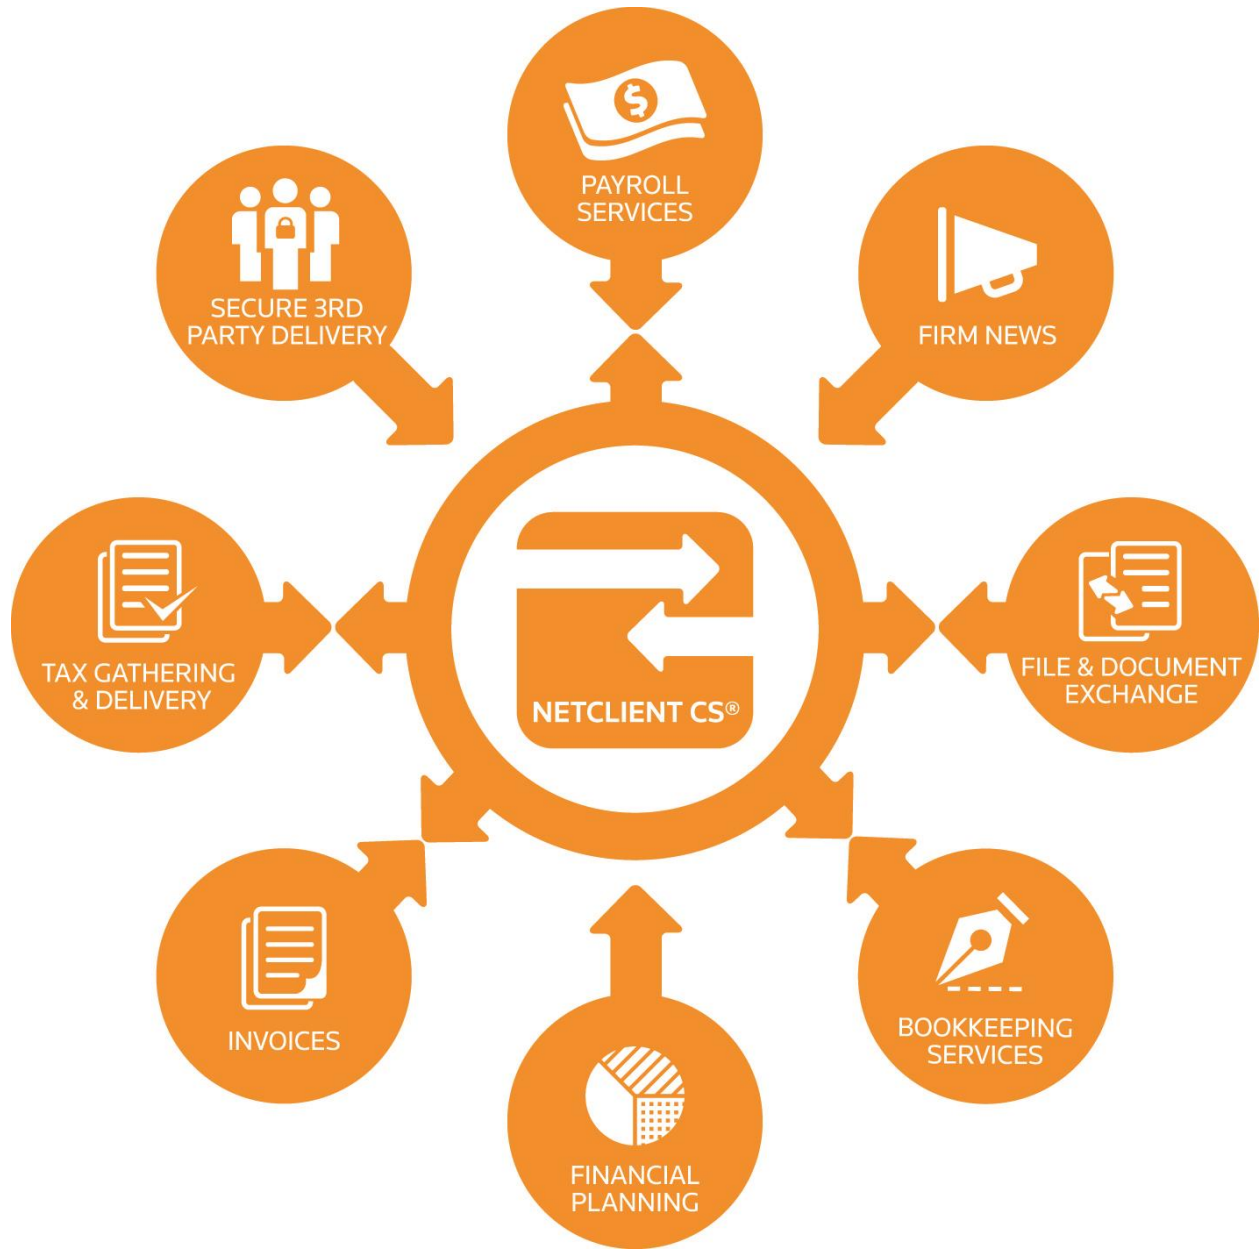 PAYROLL
SERVICES
SECURE 3RD
PARTY DELIVERY
FIRM NEWS
TAX GATHERING
& DELIVERY
NETCLIENT CS®
FILE & DOCUMENT
EXCHANGE
INVOICES
BOOKKEEPING
SERVICES
FINANCIAL
PLANNING